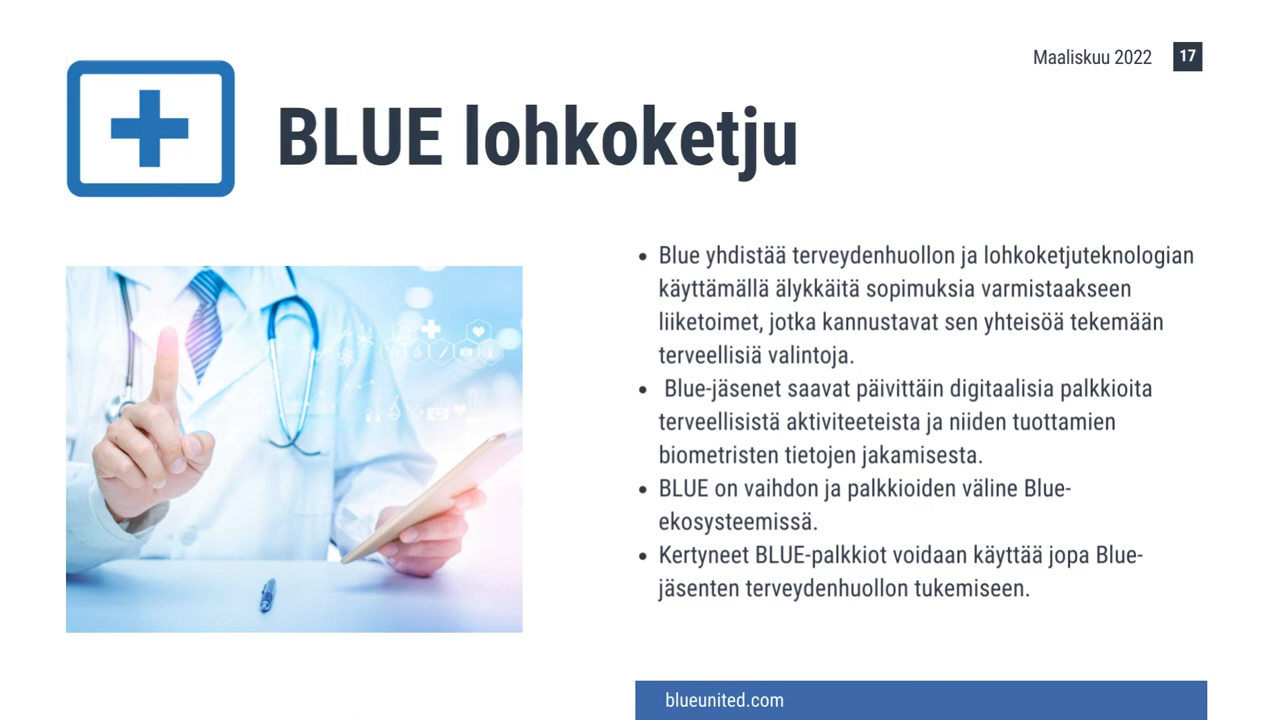 Maaliskuu 2022
17
BLUE lohkoketju
• Blue yhdistää terveydenhuollon ja lohkoketjuteknologian
käyttämällä älykkäitä sopimuksia varmistaakseen
liiketoimet, jotka kannustavat sen yhteisöä tekemään
terveellisiä valintoja.
• Blue-jäsenet saavat päivittäin digitaalisia palkkioita
terveellisistä aktiviteeteista ja niiden tuottamien
biometristen tietojen jakamisesta.
• BLUE on vaihdon ja palkkioiden väline Blue-
ekosysteemissä.
• Kertyneet BLUE-palkkiot voidaan käyttää jopa Blue-
jäsenten terveydenhuollon tukemiseen.
blueunited.com